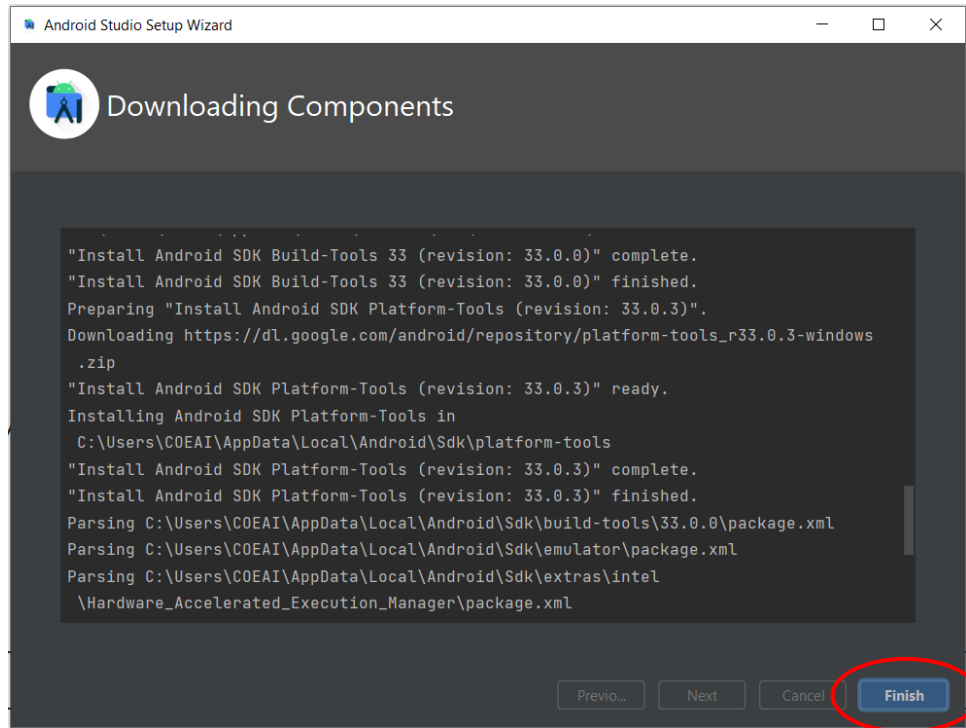 Android Studio Setup Wizard
Downloading Components
"Install Android SDK Build-Tools 33 (revision: 33.0.0)" complete.
"Install Android SDK Build-Tools 33 (revision: 33.0.0)" finished.
Preparing "Install Android SDK Platform-Tools (revision: 33.0.3)".
Downloading https://dl.google.com/android/repository/platform-tools_r33.0.3-windows
.zip
"Install Android SDK Platform-Tools (revision: 33.0.3)" ready.
Installing Android SDK Platform-Tools in
C:\Users\COEAI\AppData\Local\Android\Sdk\platform-tools
"Install Android SDK Platform-Tools (revision: 33.0.3)" complete.
"Install Android SDK Platform-Tools (revision: 33.0.3)" finished.
Parsing C:\Users\COEAI\AppData\Local\Android\Sdk\build-tools\33.0.0\package.xml
Parsing C:\Users\COEAI\AppData\Local\Android\Sdk\emulator\package.xml
Parsing C:\Users\COEAI\AppData\Local\Android\Sdk\extras\intel
\Hardware_Accelerated_Execution_Manager\package.xml
Previo... Next Cancel Finish